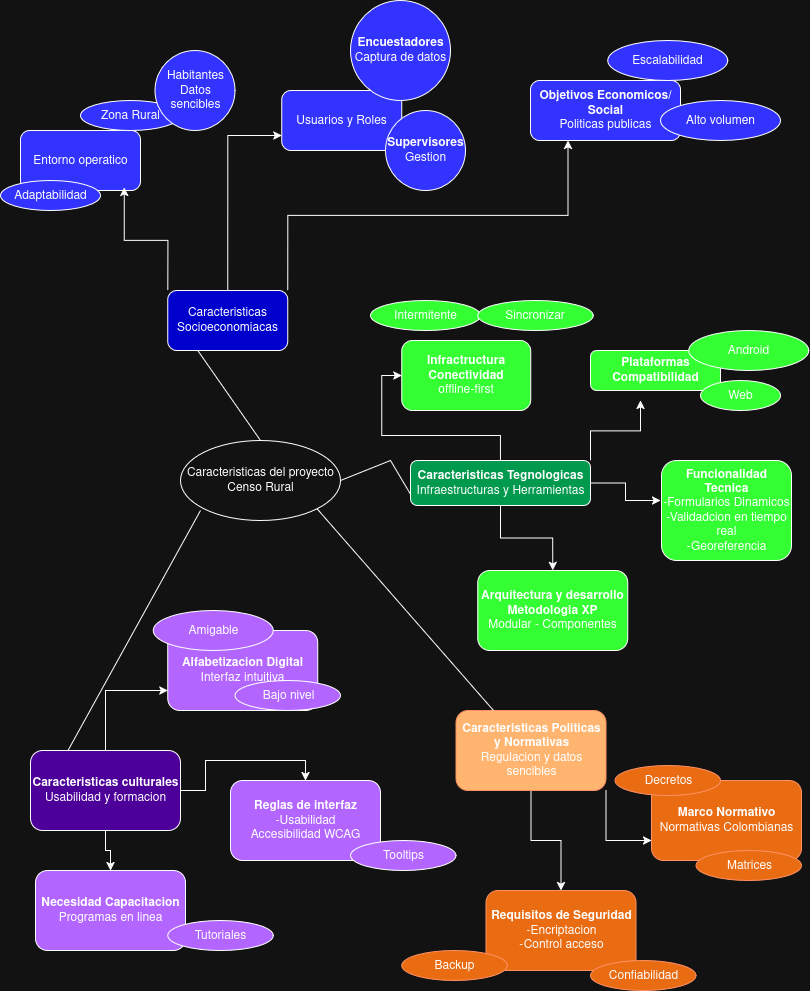 Encuestadores
Captura de datos
Habitantes
Datos
sencibles
Zona Rural
Entorno operatico
Adaptabilidad
Usuarios y Roles
Supervisores
Gestion
Escalabilidad
Objetivos Economicos/
Social
Politicas publicas
Alto volumen
Caracteristicas
Socioeconomiacas
Intermitente
Sincronizar
Infractructura
Conectividad
offline-first
Android
Plataformas
Compatibilidad
Web
Caracteristicas del proyecto
Censo Rural
Caracteristicas Tegnologicas
Infraestructuras y Herramientas
Funcionalidad
Tecnica
-Formularios Dinamicos
-Validadcion en tiempo
real
-Georeferencia
Arquitectura y desarrollo
Metodologia XP
Modular - Componentes
Amigable
Alfabetizacion Digital
Interfaz intuitiva
Bajo nivel
Caracteristicas Politicas
y Normativas
Regulacion y datos
sencibles
Caracteristicas culturales
Usabilidad y formacion
Reglas de interfaz
-Usabilidad
Accesibilidad WCAG
Tooltips
Decretos
Marco Normativo
Normativas Colombianas
Matrices
Necesidad Capacitacion
Programas en linea
Tutoriales
Requisitos de Seguridad
-Encriptacion
-Control acceso
Backup
Confiabilidad